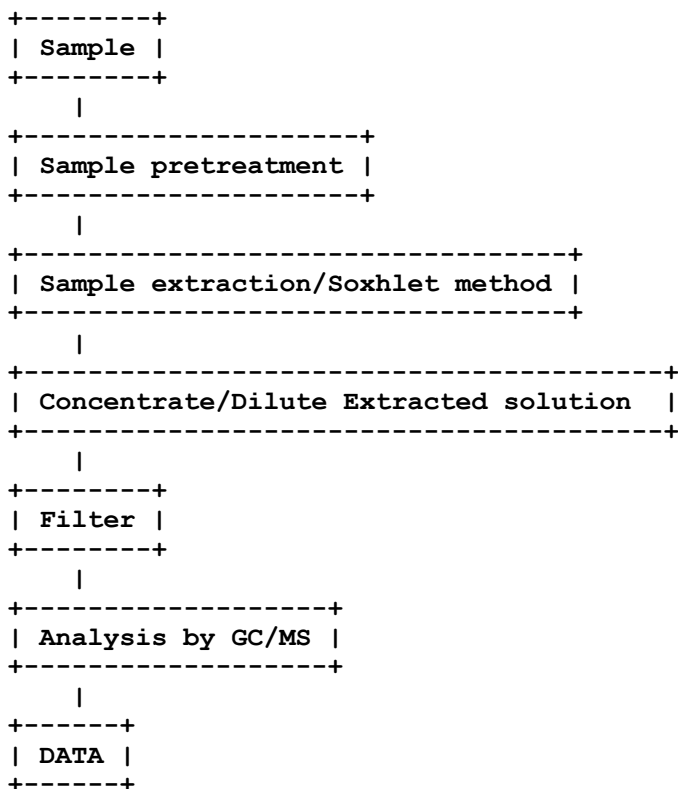 Sample
Sample pretreatment
Sample extraction/Soxhlet method
Concentrate/Dilute Extracted solution
Filter
Analysis by GC/MS
DATA